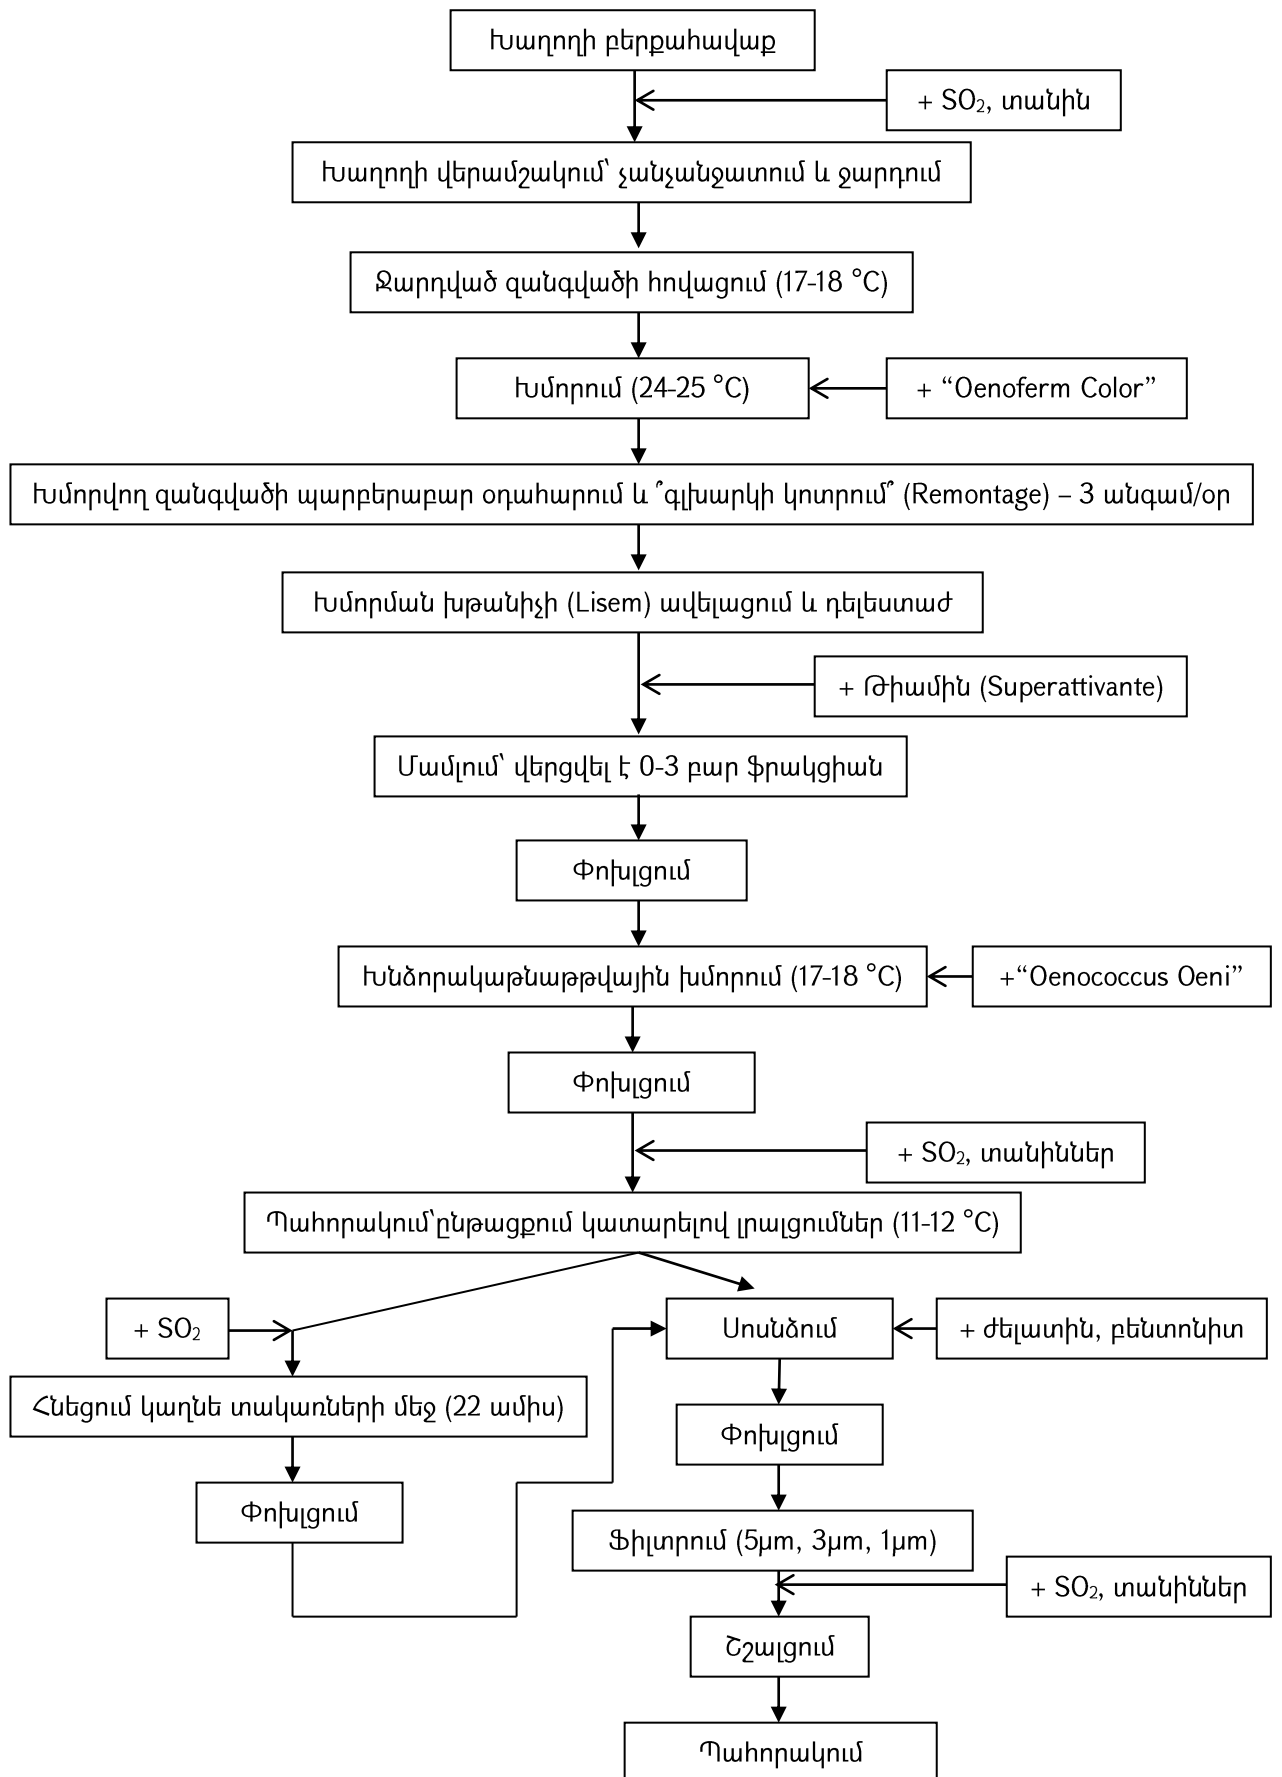 Խաղողի բերքահավաք
+ SO₂, տանին
Խաղողի վերամշակում՝ չանչանջատում և ջարդում
Ջարդված զանգվածի հովացում (17-18 °C)
Խմորում (24-25 °C)
+ “Oenoferm Color”
Խմորվող զանգվածի պարբերաբար օդահարում և ՞գլխարկի կոտրում՞ (Remontage) – 3 անգամ/օր
Խմորման խթանիչի (Lisem) ավելացում և դելեստաժ
+ Թիամին (Superattivante)
Մամլում՝ վերցվել է 0-3 բար ֆրակցիան
Փոխլցում
Խնձորակաթնաթթվային խմորում (17-18 °C)
+“Oenococcus Oeni”
Փոխլցում
+ SO₂, տանիններ
Պահորակում՝ընթացքում կատարելով լրալցումներ (11-12 °C)
+ SO₂
Սոսնձում
+ ժելատին, բենտոնիտ
Հնեցում կաղնե տակառների մեջ (22 ամիս)
Փոխլցում
Փոխլցում
Ֆիլտրում (5µm, 3µm, 1µm)
+ SO₂, տանիններ
Շշալցում
Պահորակում